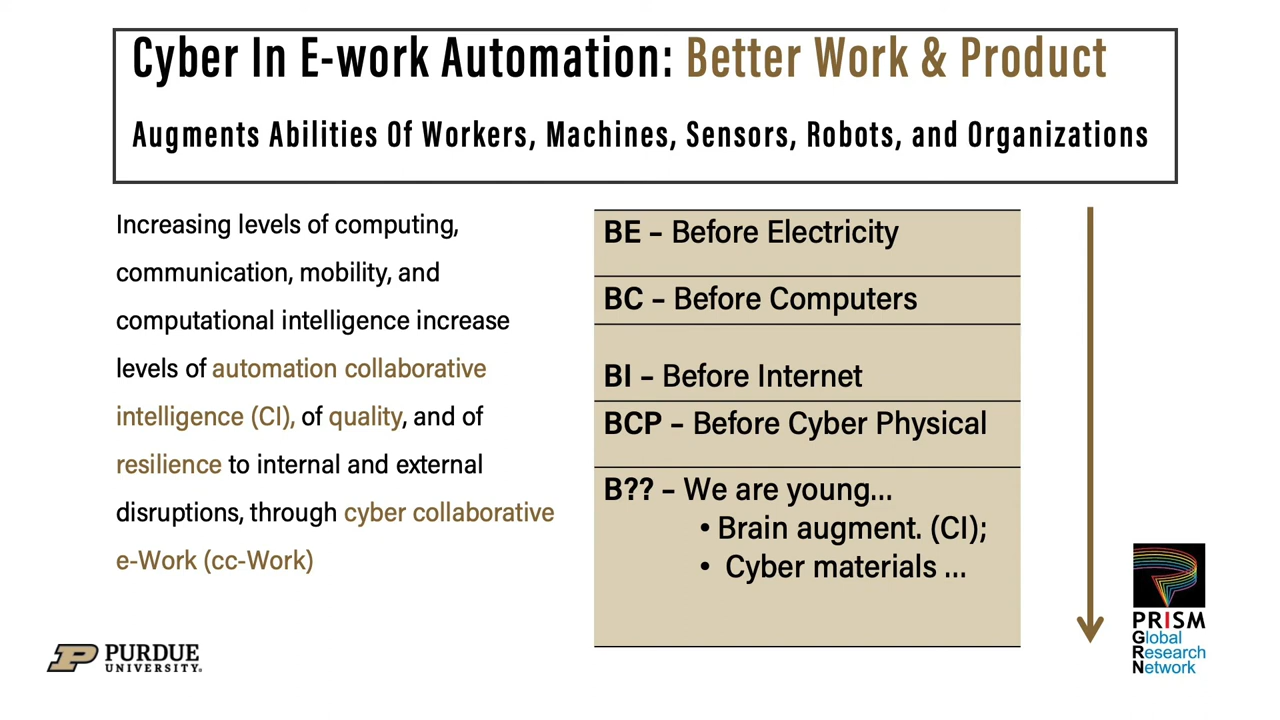 Cyber In E-work Automation: Better Work & Product
Augments Abilities Of Workers, Machines, Sensors, Robots, and Organizations
Increasing levels of computing,
communication, mobility, and
computational intelligence increase
levels of automation collaborative
intelligence (CI), of quality, and of
resilience to internal and external
disruptions, through cyber collaborative
e-Work (cc-Work)
BE – Before Electricity
BC – Before Computers
BI – Before Internet
BCP – Before Cyber Physical
B?? – We are young...
• Brain augment. (CI);
• Cyber materials ...
PURDUE
UNIVERSITY
PRISM
Global
Research
Network